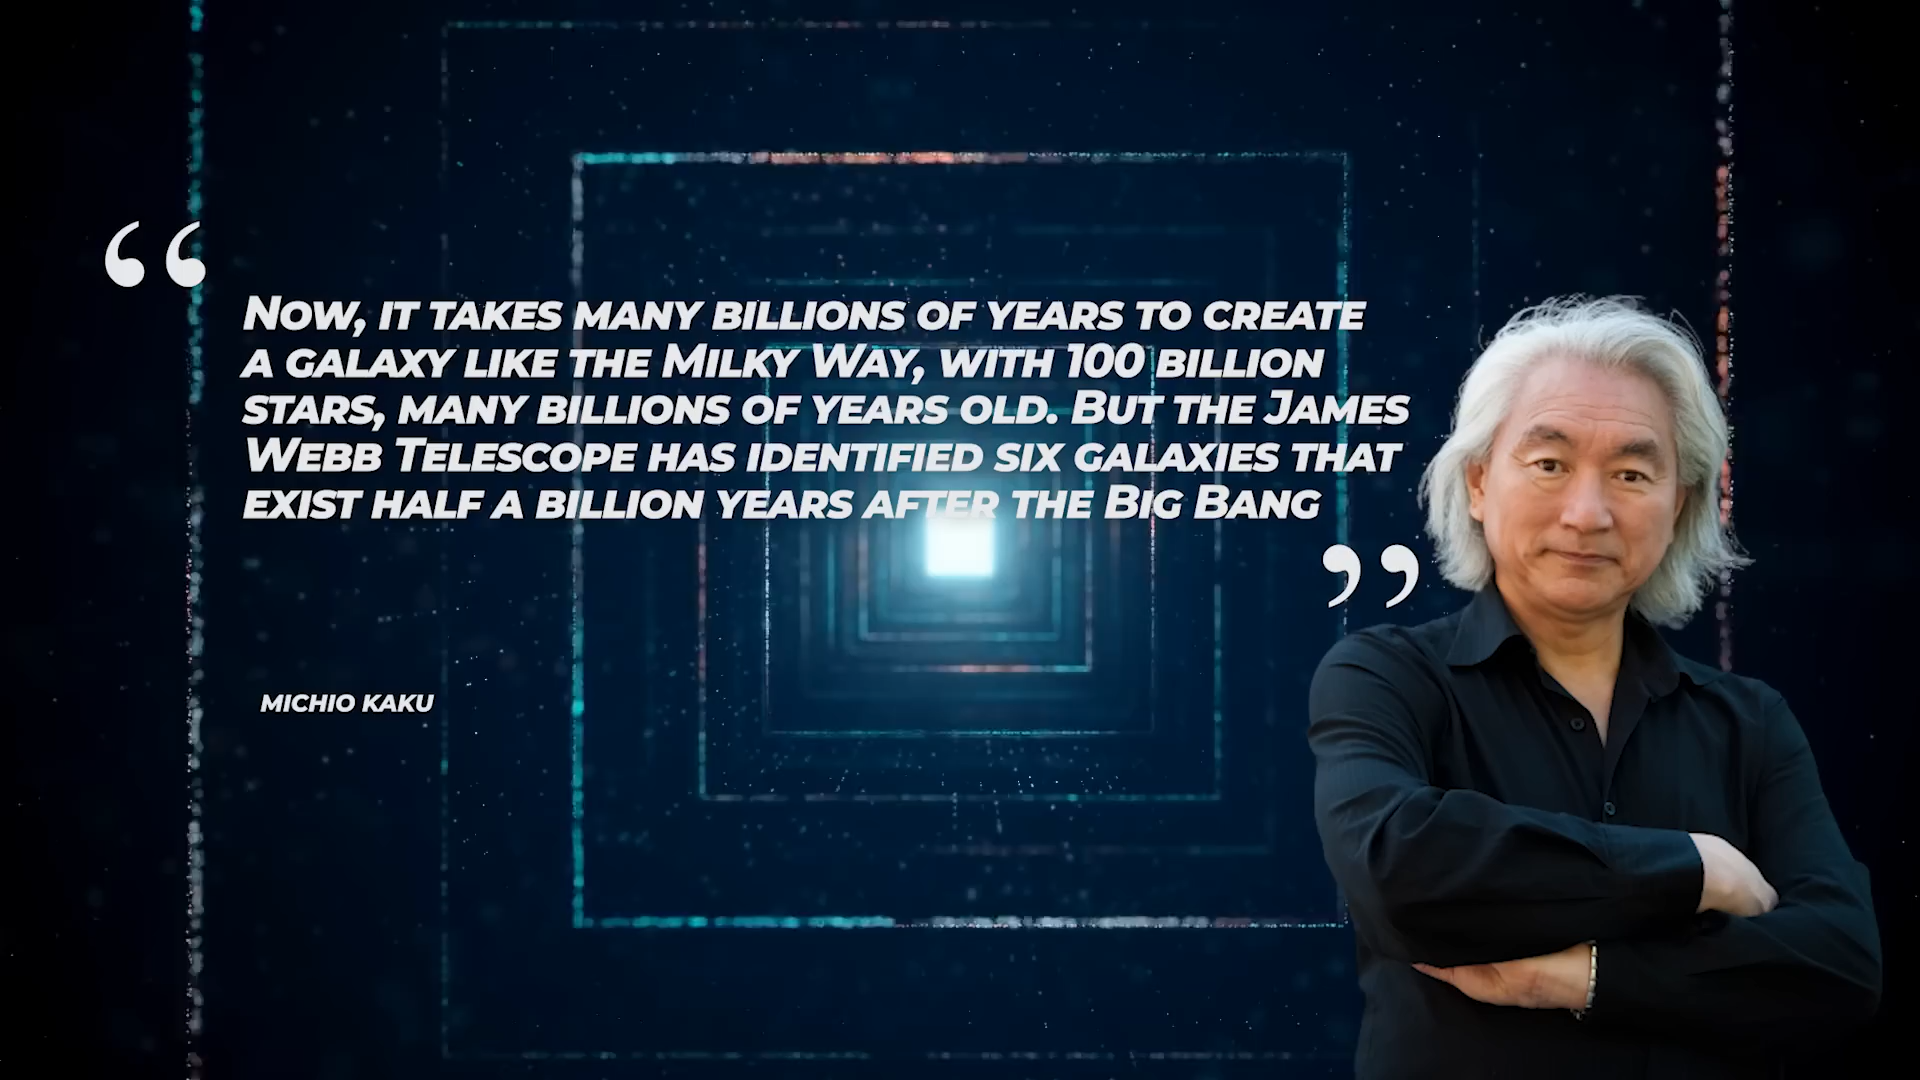 “
Now, it takes many billions of years to create
a galaxy like the Milky Way, with 100 billion
stars, many billions of years old. But the James
Webb Telescope has identified six galaxies that
exist half a billion years after the Big Bang
”
MICHIO KAKU